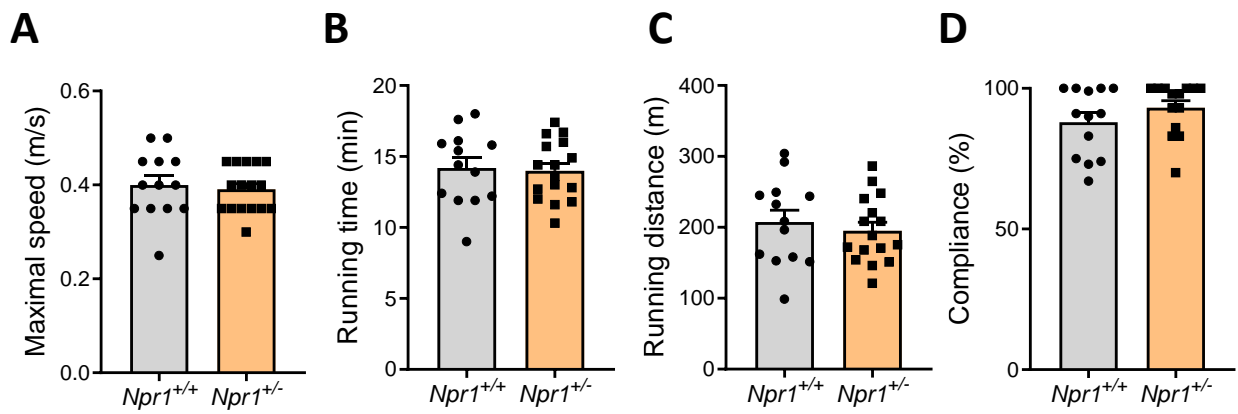 A
Maximal speed (m/s)
0.6
0.4
0.2
0.0
Npr1+/+ Npr1+/-
B
Running time (min)
20
15
10
5
0
Npr1+/+ Npr1+/-
C
Running distance (m)
400
300
200
100
0
Npr1+/+ Npr1+/-
D
Compliance (%)
100
50
0
Npr1+/+ Npr1+/-